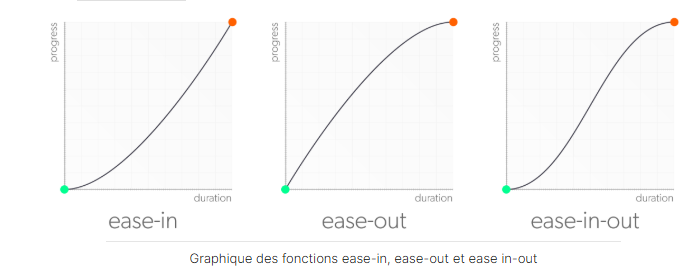 progress
progress
progress
duration
duration
duration
ease-in
ease-out
ease-in-out
Graphique des fonctions ease-in, ease-out et ease in-out